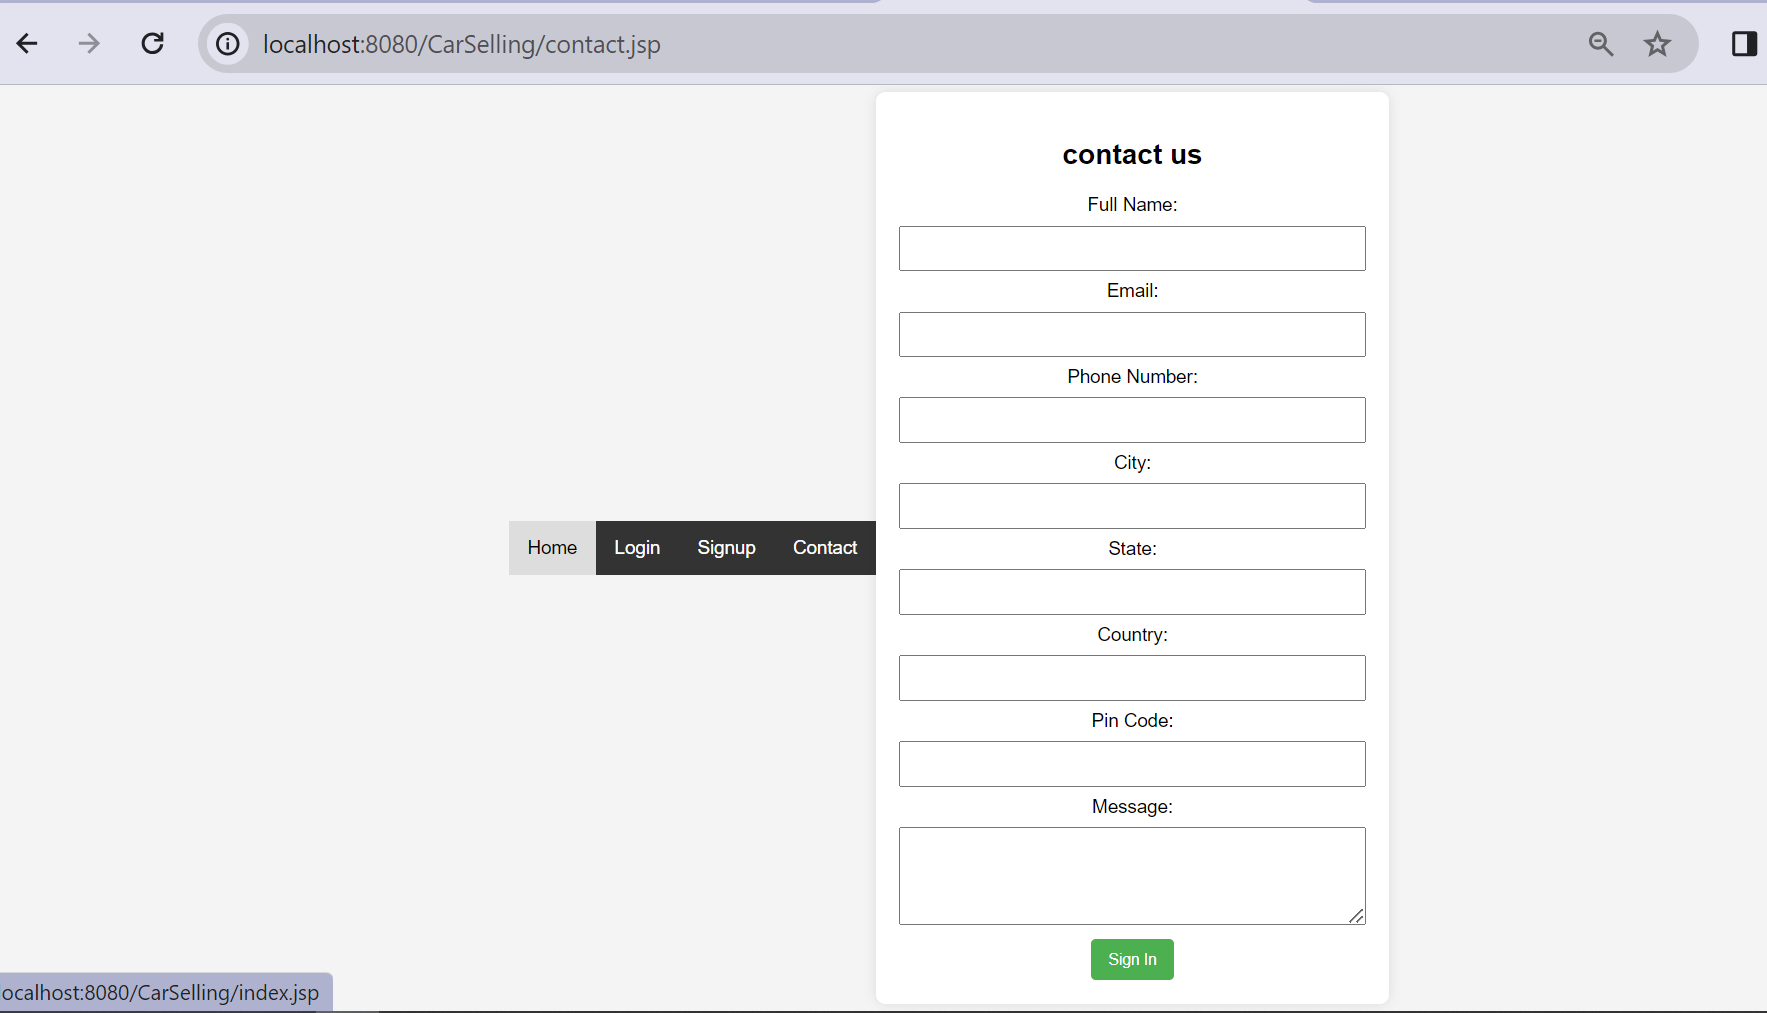 localhost:8080/CarSelling/contact.jsp
contact us
Full Name:
Email:
Phone Number:
City:
State:
Country:
Pin Code:
Message:
Sign In
Home Login Signup Contact
localhost:8080/CarSelling/index.jsp